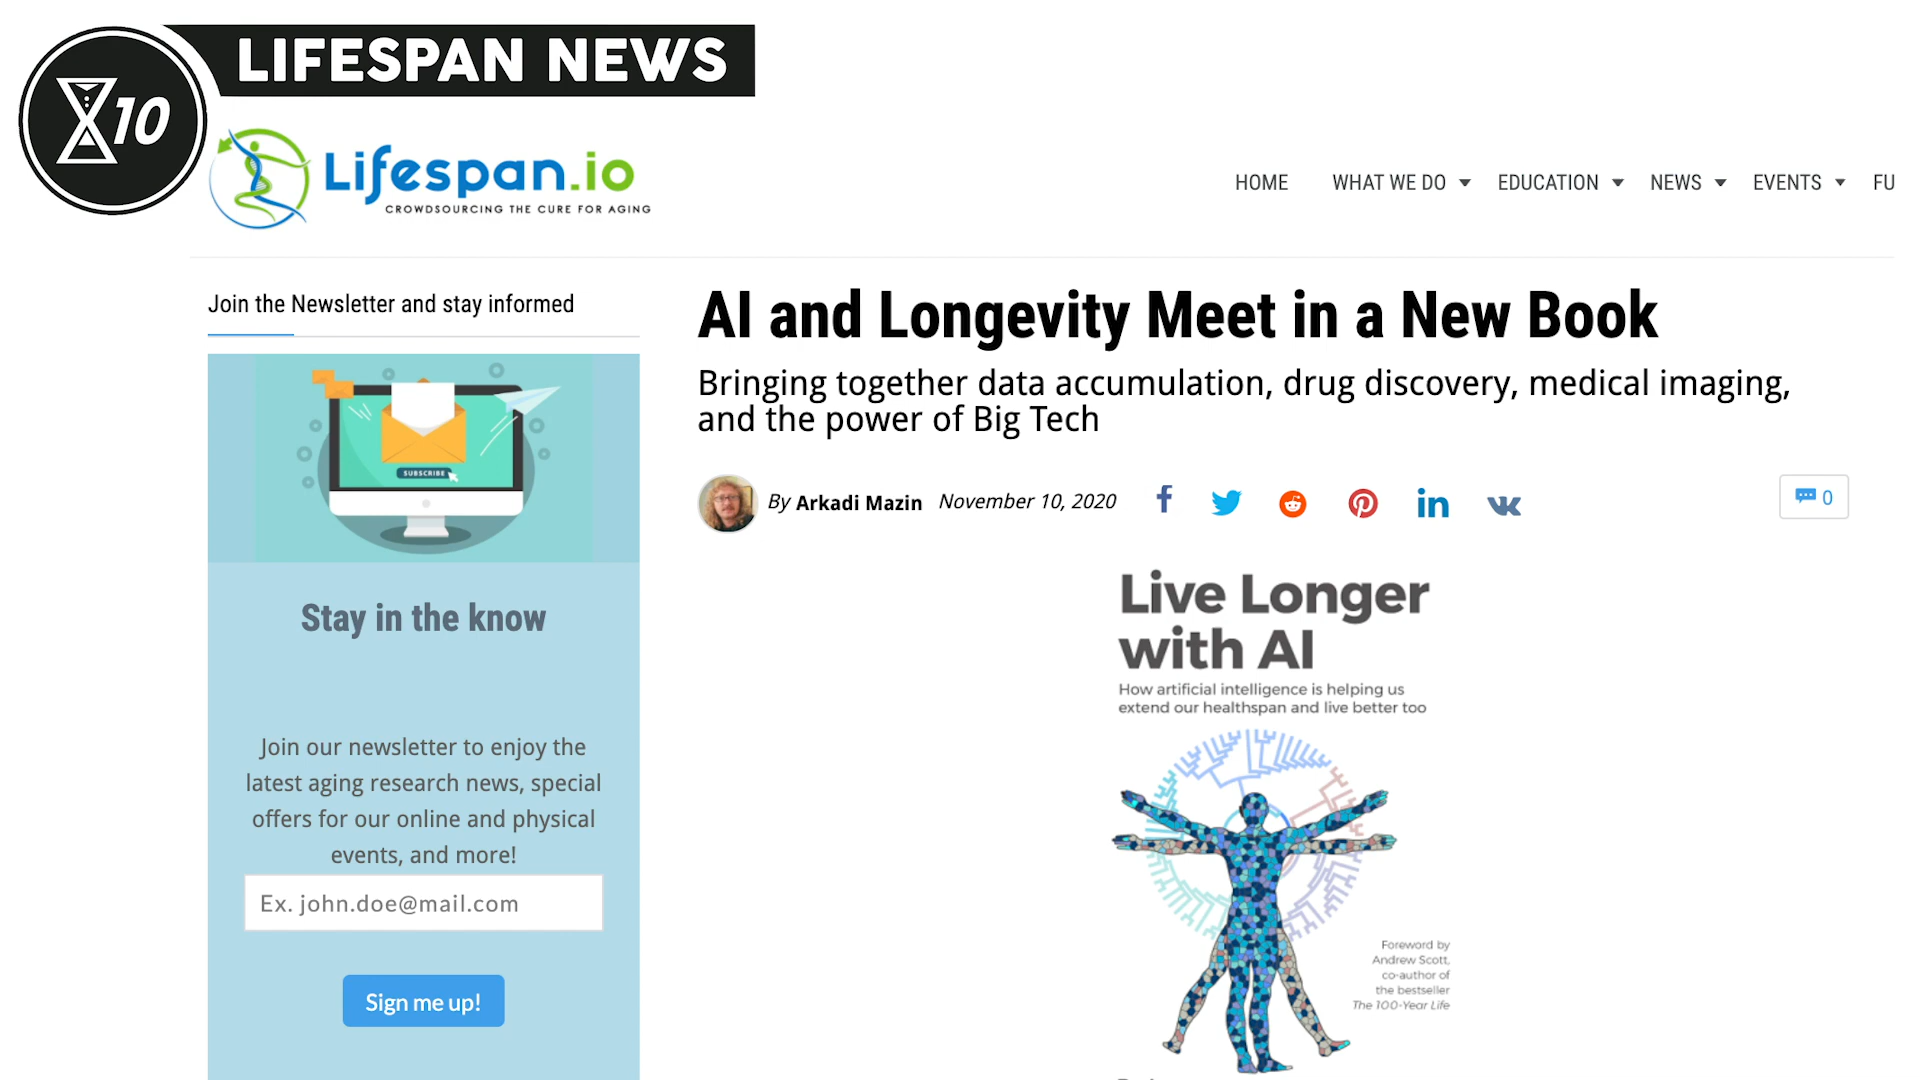 LIFESPAN NEWS
X10
Lifespan.io
CROWDSOURCING THE CURE FOR AGING
HOME
WHAT WE DO
EDUCATION
NEWS
EVENTS
FU
Join the Newsletter and stay informed
SUBSCRIBE
Stay in the know
Join our newsletter to enjoy the
latest aging research news, special
offers for our online and physical
events, and more!
Ex. john.doe@mail.com
Sign me up!
AI and Longevity Meet in a New Book
Bringing together data accumulation, drug discovery, medical imaging,
and the power of Big Tech
By Arkadi Mazin November 10, 2020
0
Live Longer
with AI
How artificial intelligence is helping us
extend our healthspan and live better too
Foreword by
Andrew Scott,
co-author of
the bestseller
The 100-Year Life